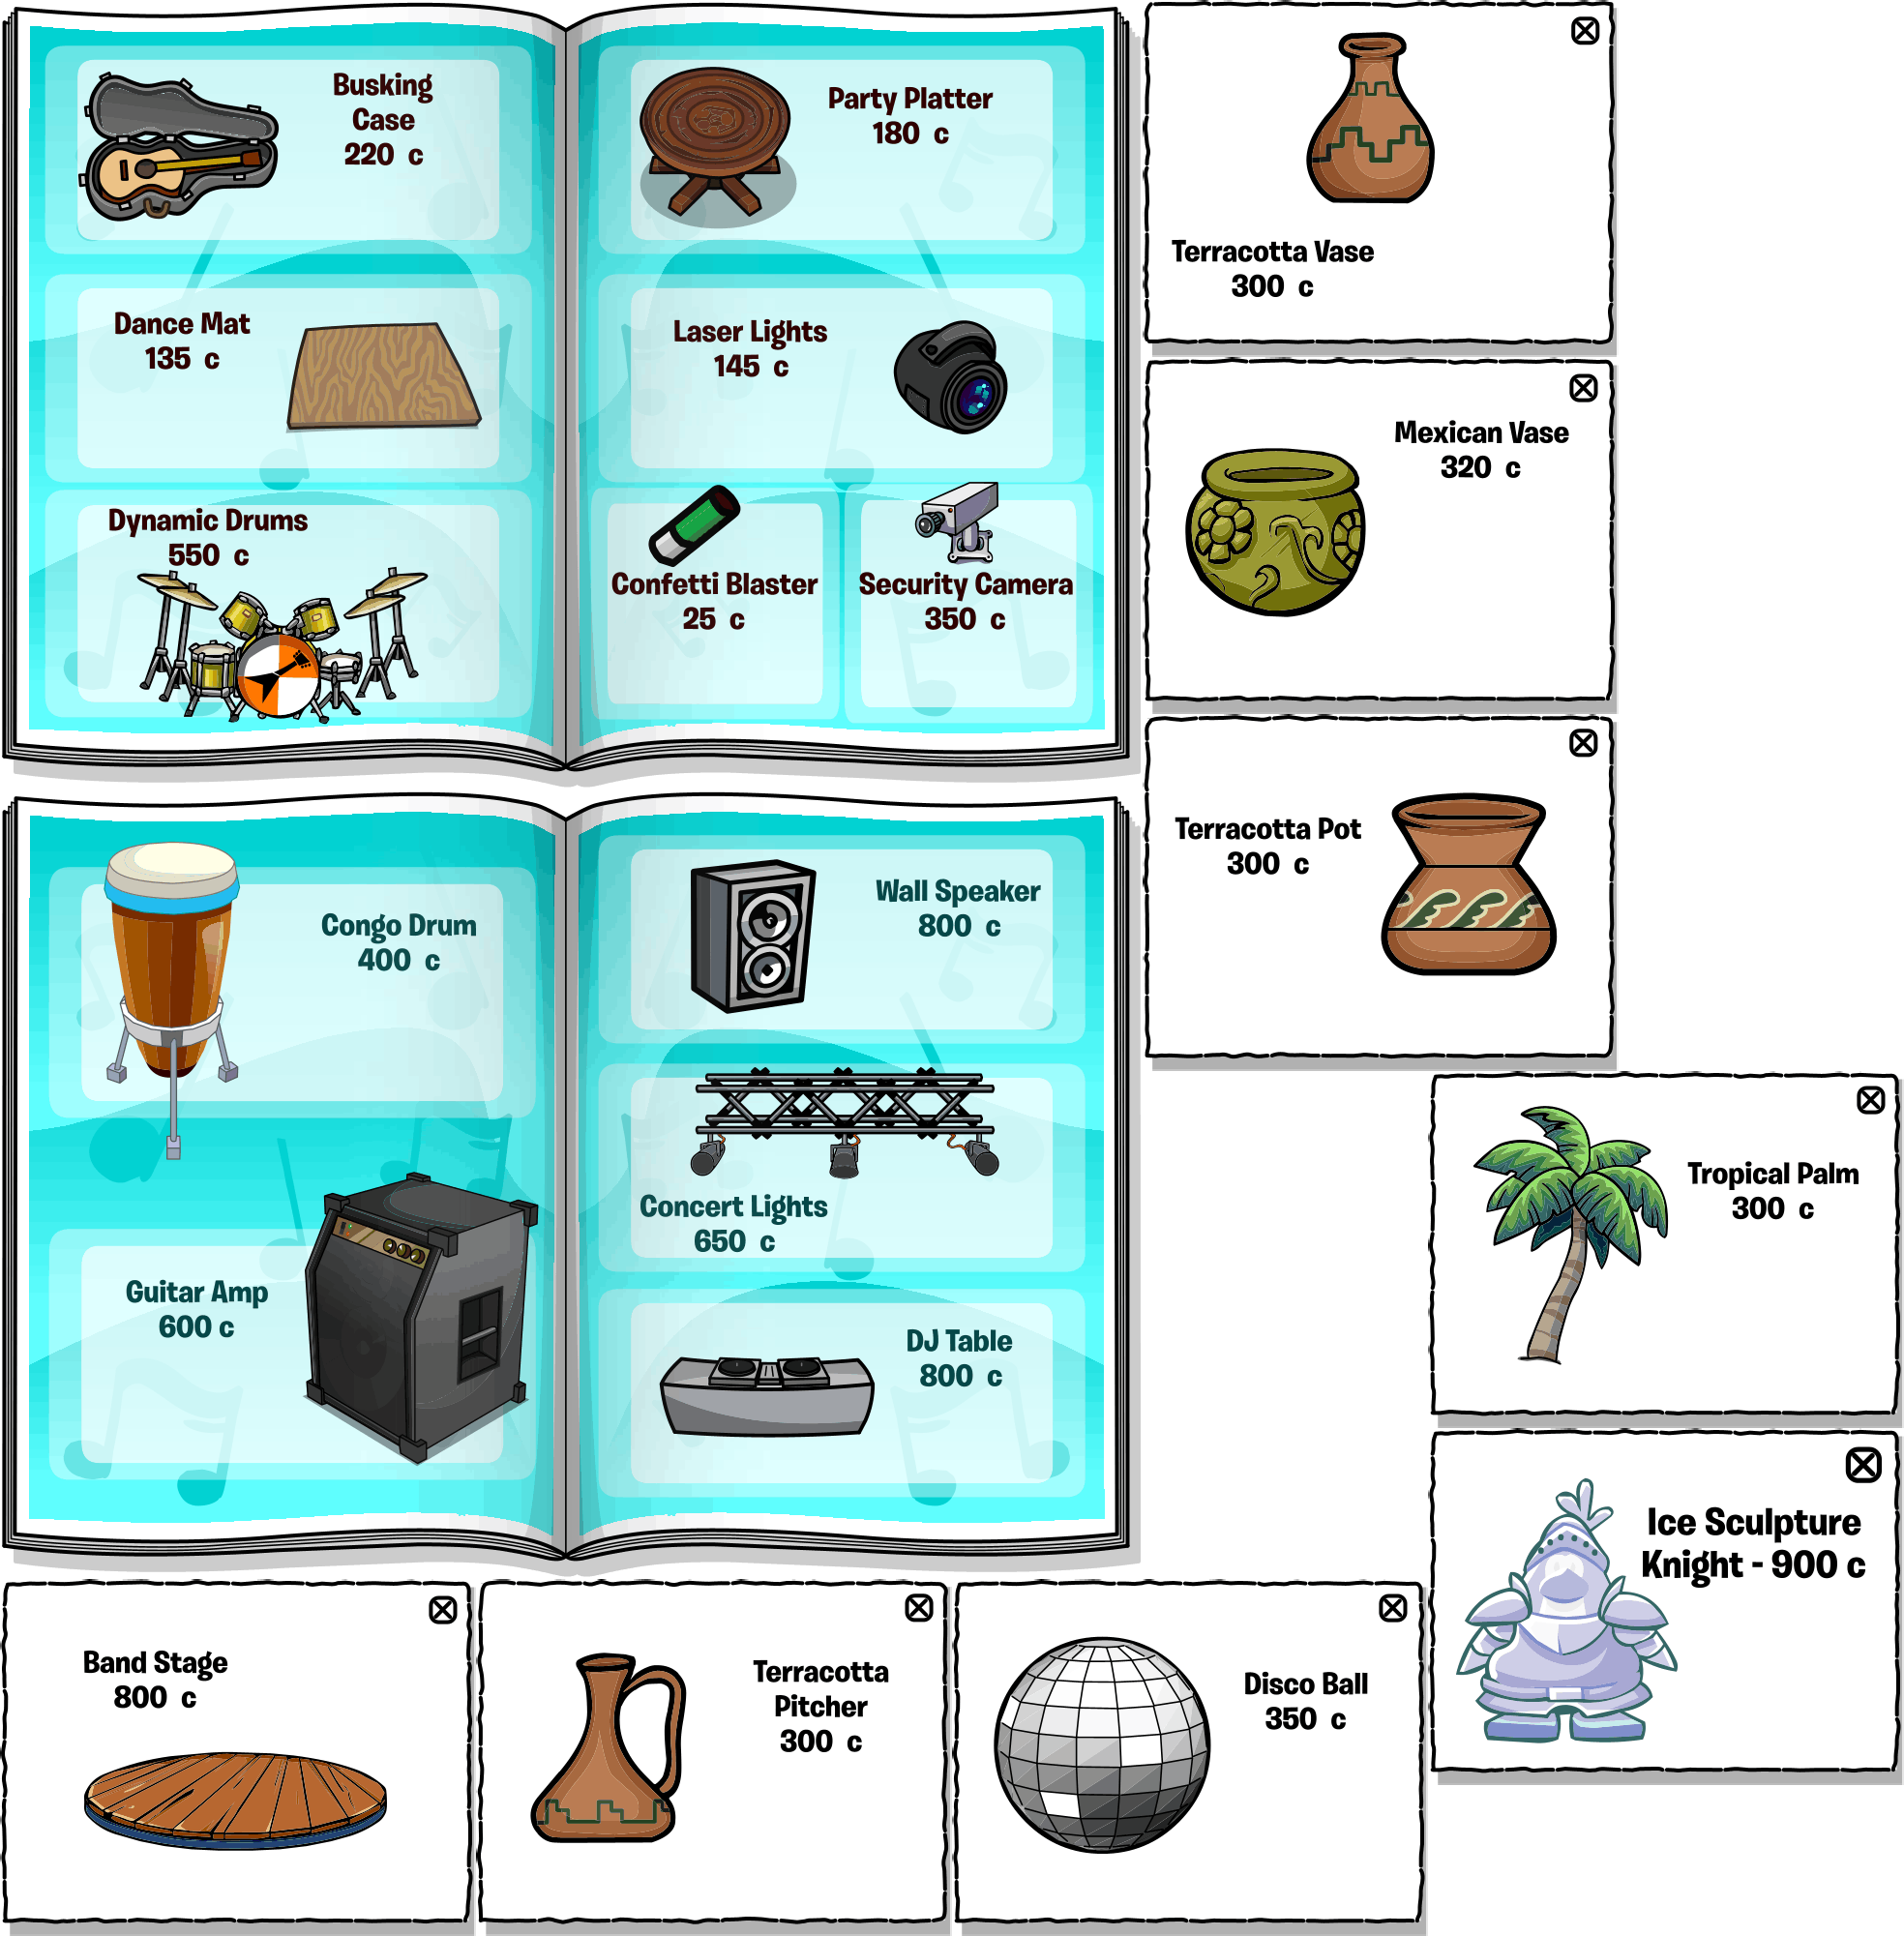 Busking
Case
220 c
Dance Mat
135 c
Dynamic Drums
550 c
Party Platter
180 c
Laser Lights
145 c
Confetti Blaster
25 c
Security Camera
350 c
Terracotta Vase
300 c
Mexican Vase
320 c
Terracotta Pot
300 c
Congo Drum
400 c
Guitar Amp
600 c
Wall Speaker
800 c
Concert Lights
650 c
DJ Table
800 c
Tropical Palm
300 c
Ice Sculpture
Knight - 900 c
Band Stage
800 c
Terracotta
Pitcher
300 c
Disco Ball
350 c